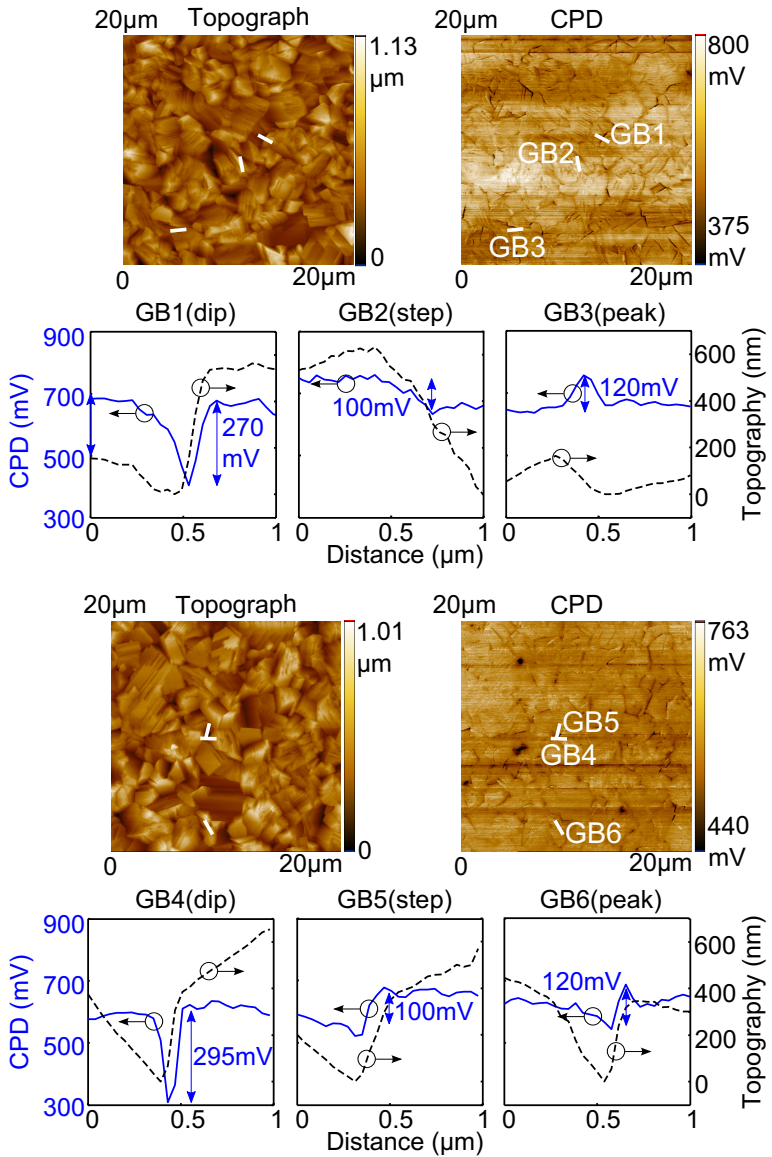 20µm Topograph
1.13
µm
0
0 20µm
20µm CPD
800
mV
GB1
GB2
GB3
375
mV
0 20µm
GB1(dip) GB2(step) GB3(peak)
CPD (mV)
900
700
500
300
270
mV
100mV
120mV
600
400
200
0
Topography (nm)
0 0.5 1 0 0.5 1 0 0.5 1
Distance (µm)
20µm Topograph
1.01
µm
0
0 20µm
20µm CPD
763
mV
GB5
GB4
GB6
440
mV
0 20µm
GB4(dip) GB5(step) GB6(peak)
CPD (mV)
900
700
500
300
295mV
100mV
120mV
600
400
200
0
Topography (nm)
0 0.5 1 0 0.5 1 0 0.5 1
Distance (µm)